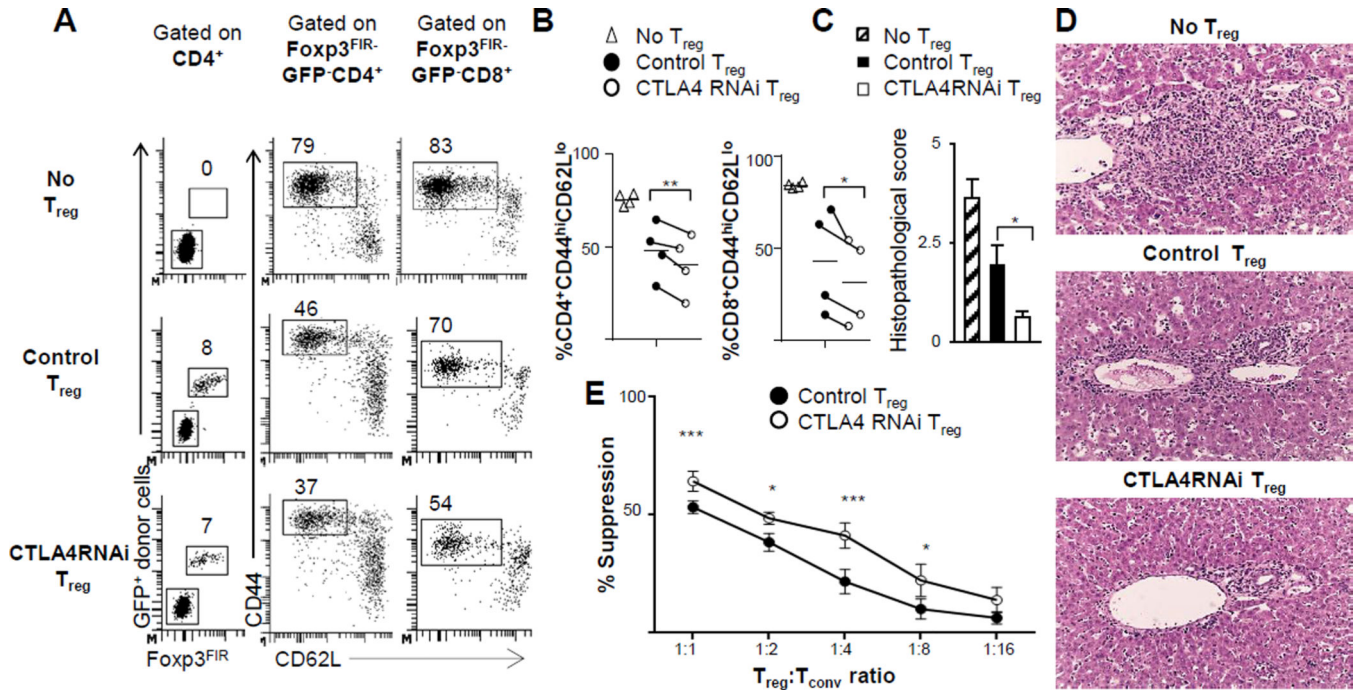 A
Gated on
CD4⁺
Gated on
Foxp3ᶠᴵᴿ⁻
GFP⁻CD4⁺
Gated on
Foxp3ᶠᴵᴿ⁻
GFP⁻CD8⁺
No
Treg
0
79
83
Control
Treg
8
46
70
CTLA4RNAi
Treg
7
37
54
GFP⁺ donor cells
CD44
M
M
M
M
M
M
M
M
M
Foxp3ᶠᴵᴿ
CD62L
B
No Treg
Control Treg
CTLA4 RNAi Treg
%CD4⁺CD44ʰⁱCD62Lˡᵒ
100
50
**
%CD8⁺CD44ʰⁱCD62Lˡᵒ
100
50
*
C
No Treg
Control Treg
CTLA4RNAi Treg
Histopathological score
5
2.5
0
*
D
No Treg
Control Treg
CTLA4RNAi Treg
E
Control Treg
CTLA4 RNAi Treg
% Suppression
100
50
***
*
***
*
1:1
1:2
1:4
1:8
1:16
Treg:Tconv ratio